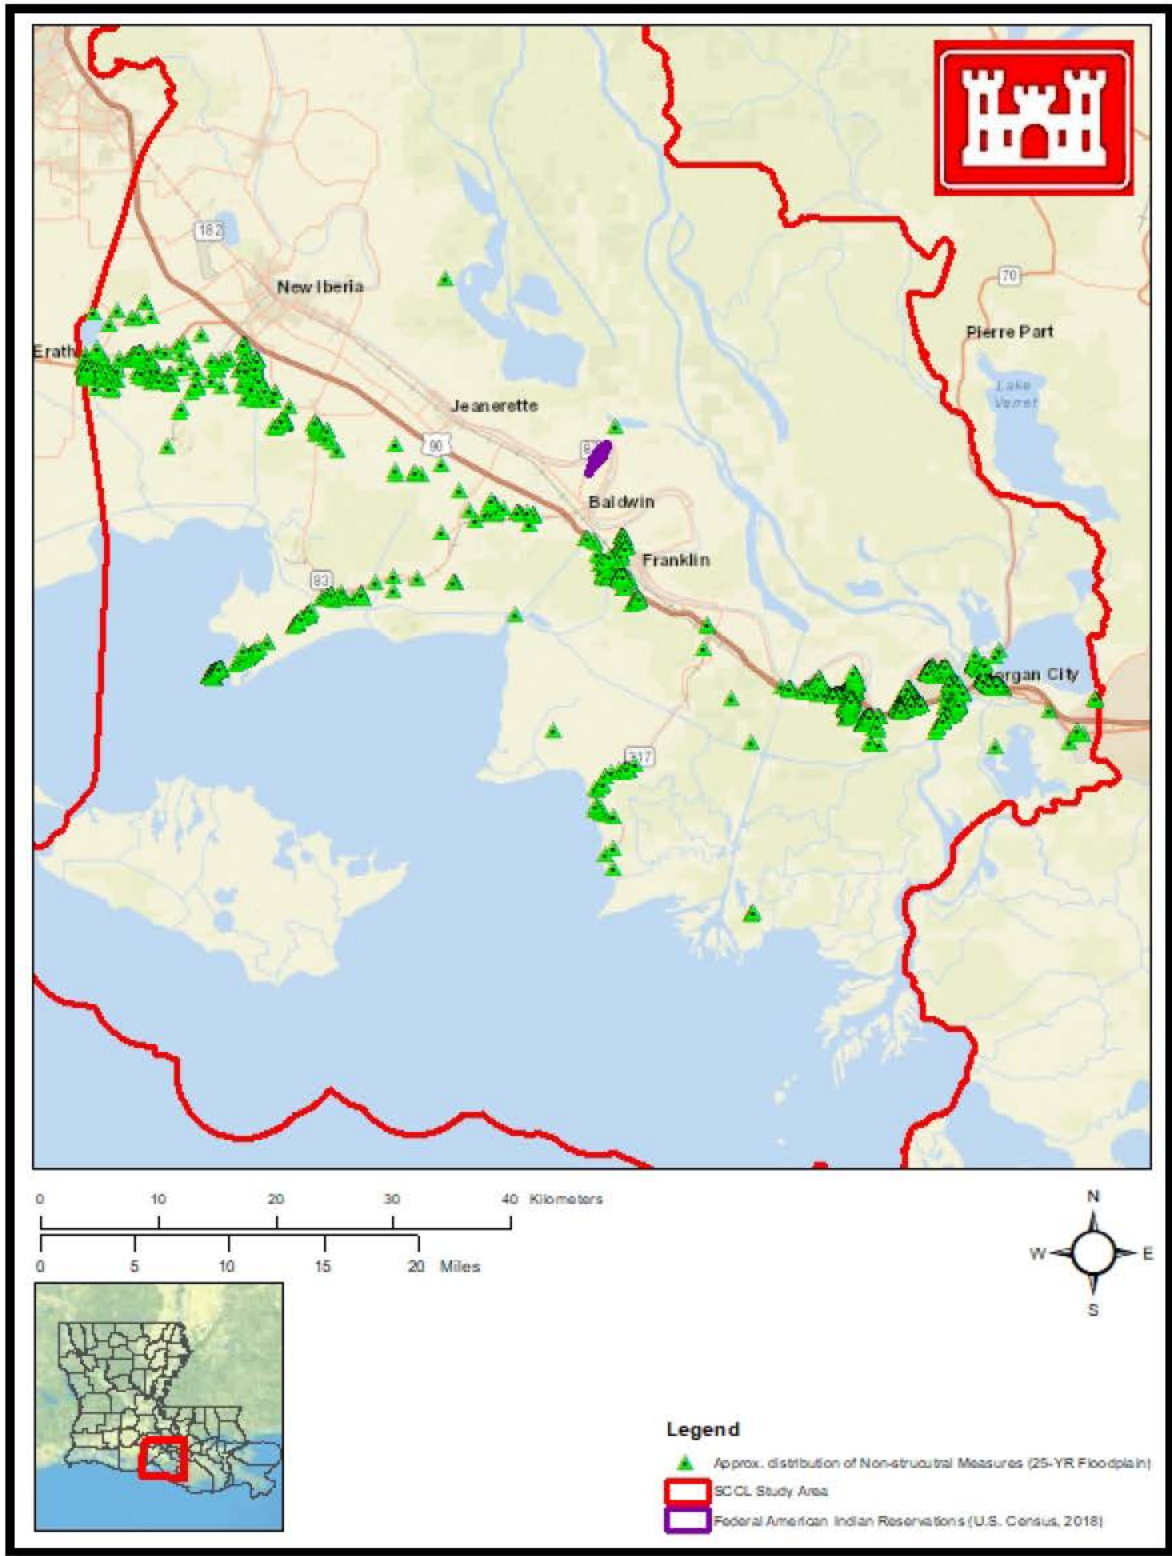 182
New Iberia
70
Pierre Part
Erath
Lake
Verret
Jeanerette
90
Baldwin
Franklin
83
organ City
317
0 10 20 30 40 Kilometers
0 5 10 15 20 Miles
N
W E
S
Legend
Approx. distribution of Non-strucutral Measures (25-YR Floodplain)
SCCL Study Area
Federal American Indian Reservations (U.S. Census, 2018)